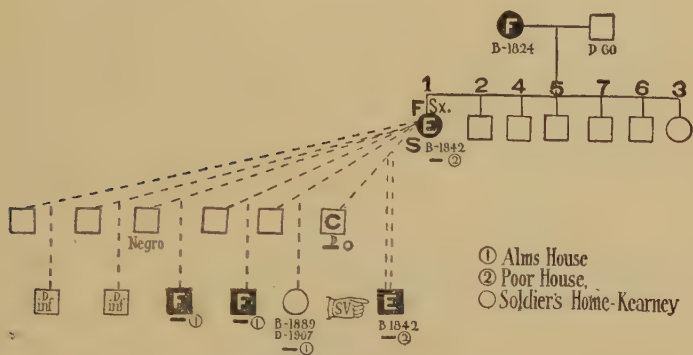 F
B-1824
D 60
1 2 4 5 7 6 3
F Sx.
E
S B-1842
②
Negro
C
D
D. inf
D. inf
F
①
F
①
B-1889
D-1907
①
SV
E
B 1842
②
① Alms House
② Poor House.
Soldier's Home-Kearney